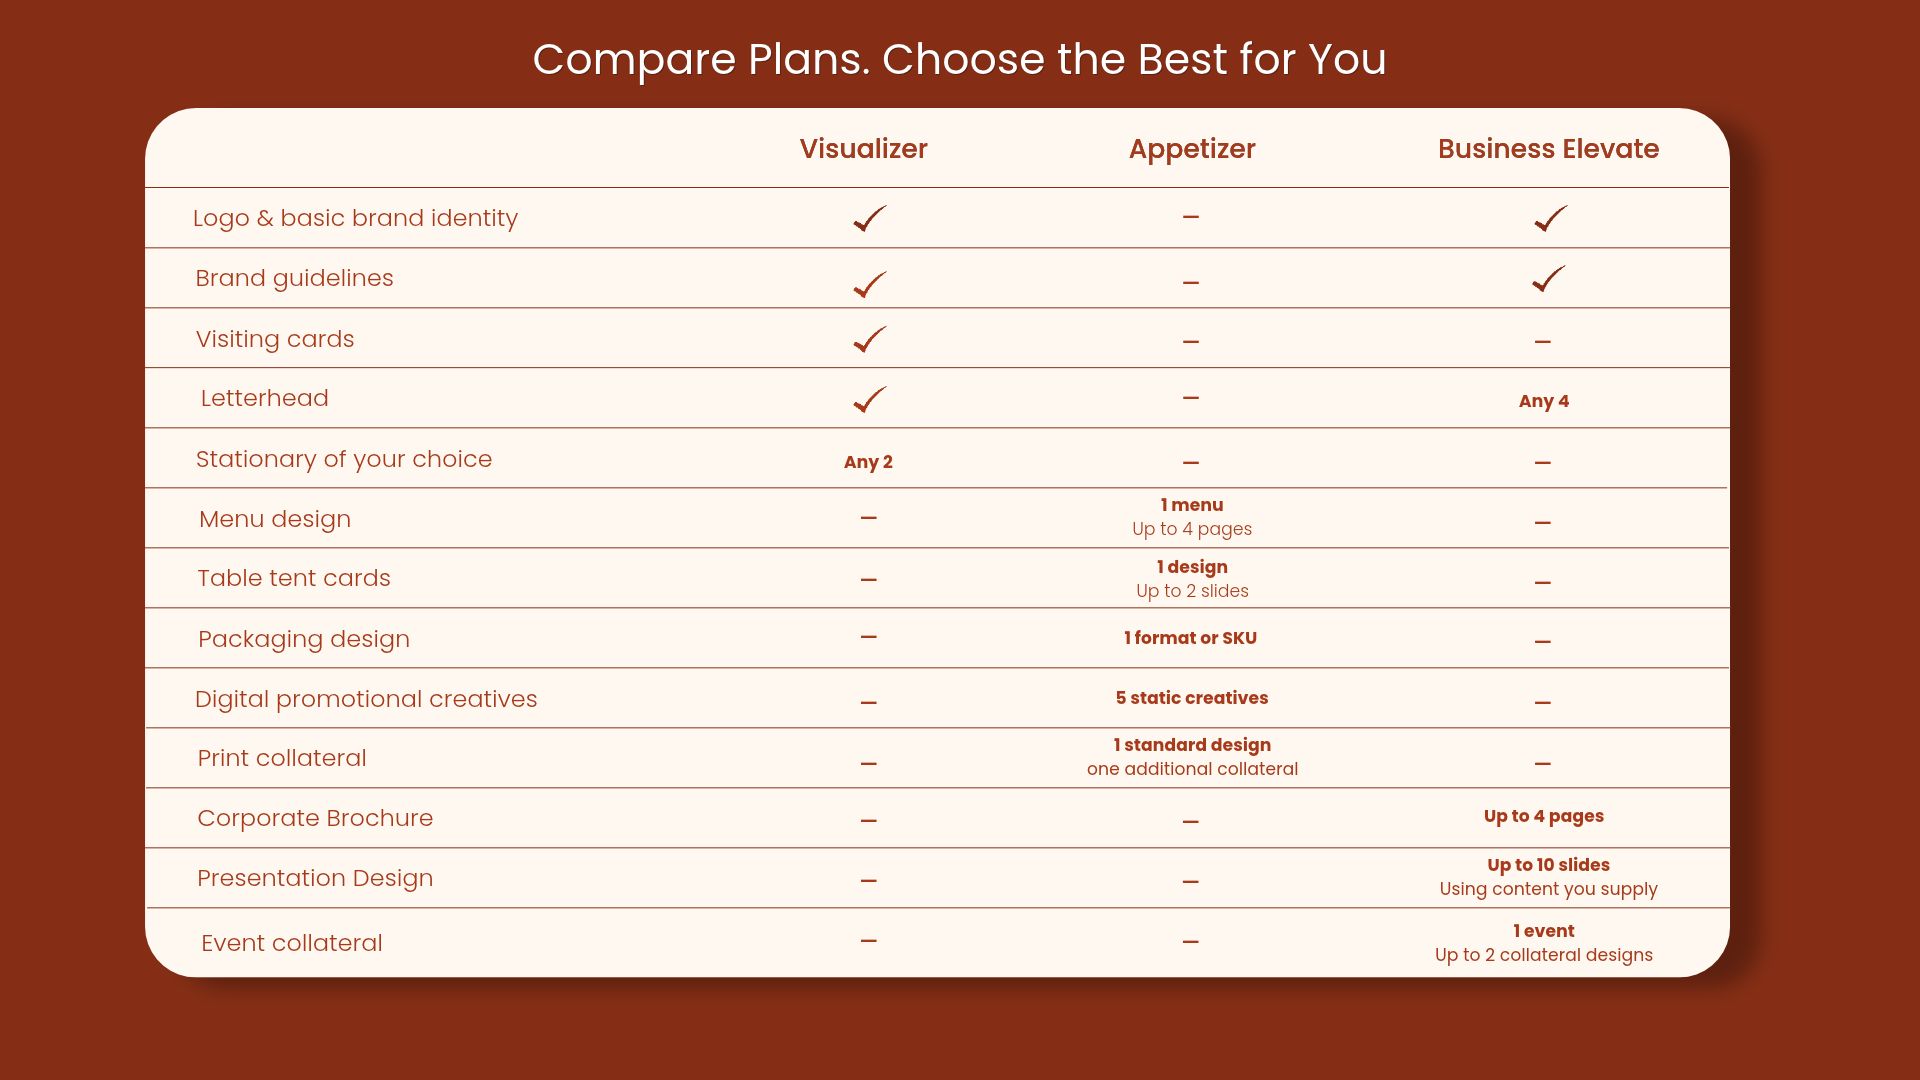 Compare Plans. Choose the Best for You
Visualizer Appetizer Business Elevate
Logo & basic brand identity ✓ – ✓
Brand guidelines ✓ – ✓
Visiting cards ✓ – –
Letterhead ✓ – Any 4
Stationary of your choice Any 2 – –
Menu design – 1 menu –
Up to 4 pages
Table tent cards – 1 design –
Up to 2 slides
Packaging design – 1 format or SKU –
Digital promotional creatives – 5 static creatives –
Print collateral – 1 standard design –
one additional collateral
Corporate Brochure – – Up to 4 pages
Presentation Design – – Up to 10 slides
Using content you supply
Event collateral – – 1 event
Up to 2 collateral designs